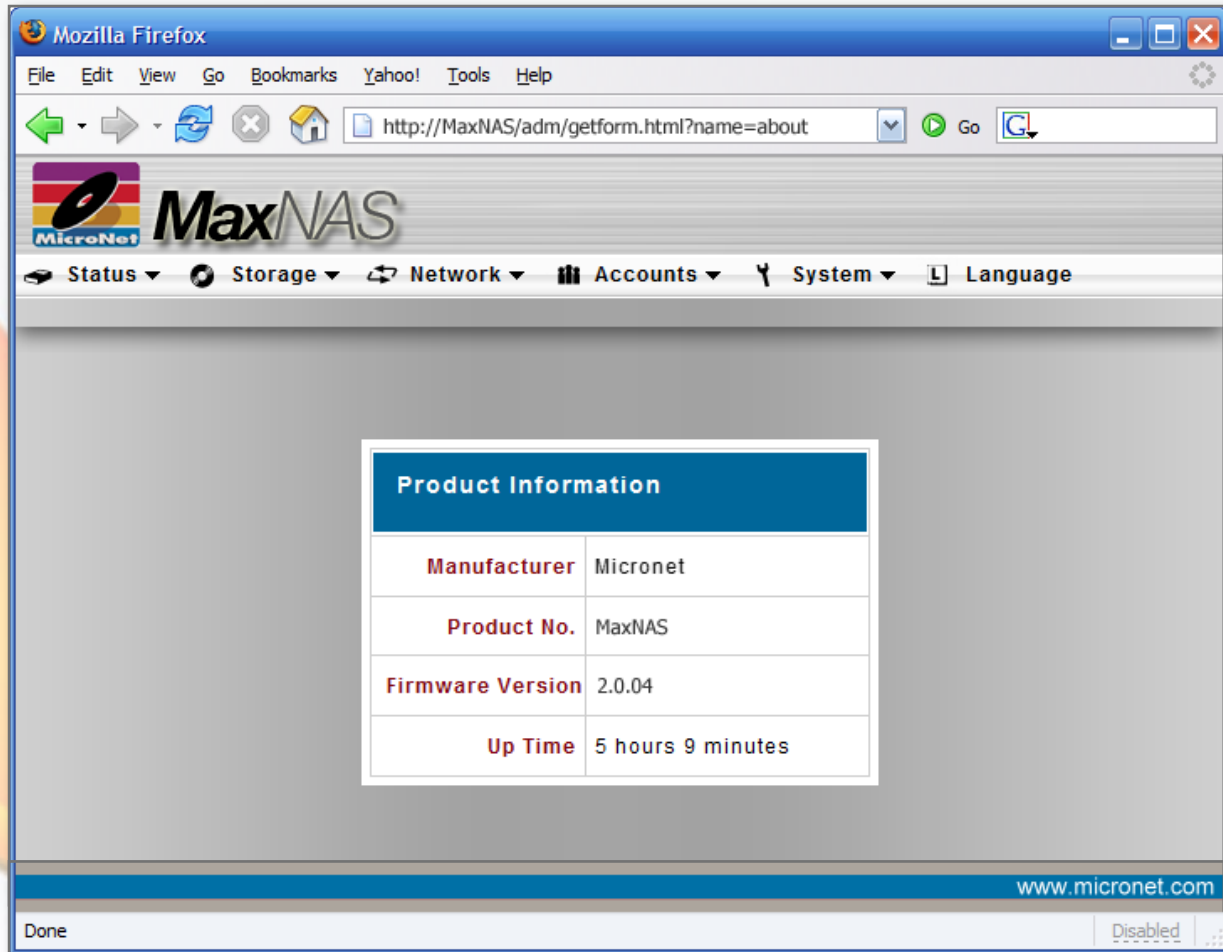 Mozilla Firefox
File Edit View Go Bookmarks Yahoo! Tools Help
http://MaxNAS/adm/getform.html?name=about Go G
MicroNet MaxNAS
Status Storage Network Accounts System L Language
Product Information
Manufacturer Micronet
Product No. MaxNAS
Firmware Version 2.0.04
Up Time 5 hours 9 minutes
www.micronet.com
Done Disabled